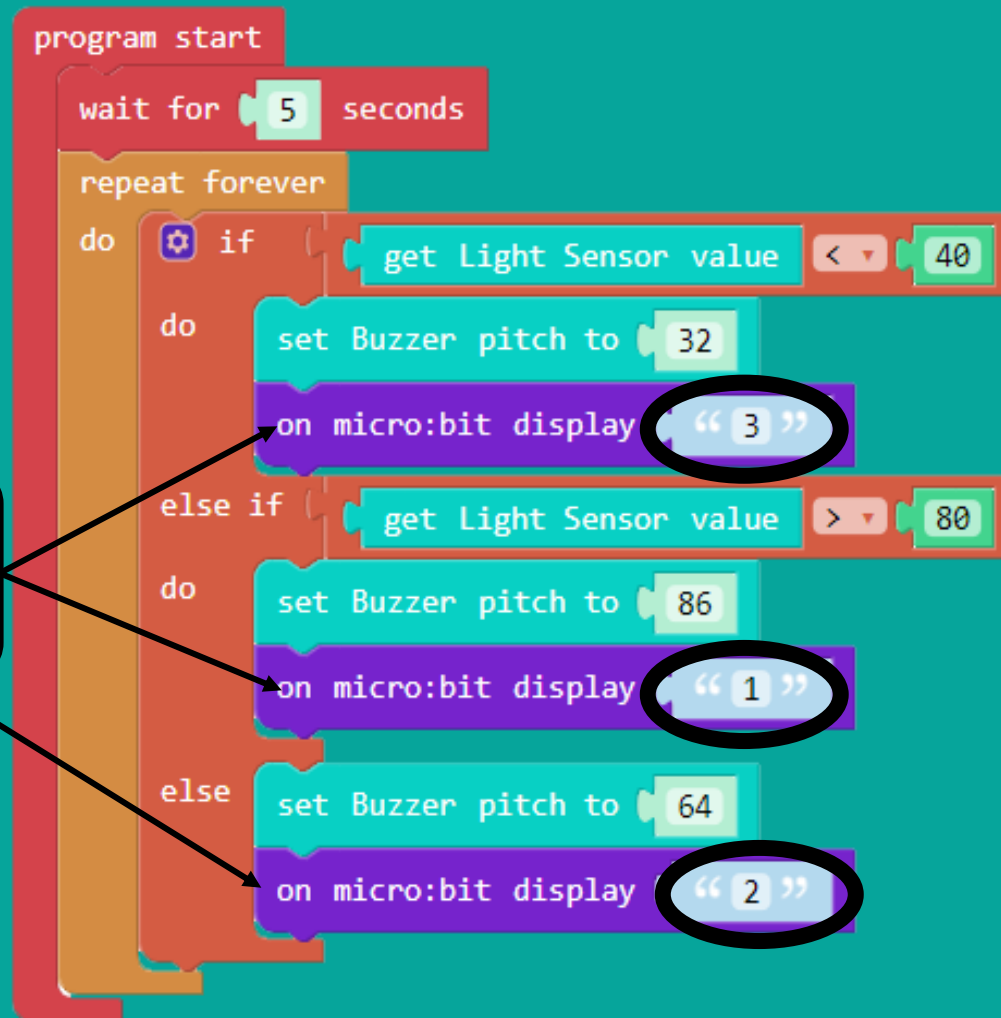 program start
wait for 5 seconds
repeat forever
do if get Light Sensor value < 40
do set Buzzer pitch to 32
on micro:bit display “ 3 ”
else if get Light Sensor value > 80
do set Buzzer pitch to 86
on micro:bit display “ 1 ”
else set Buzzer pitch to 64
on micro:bit display “ 2 ”